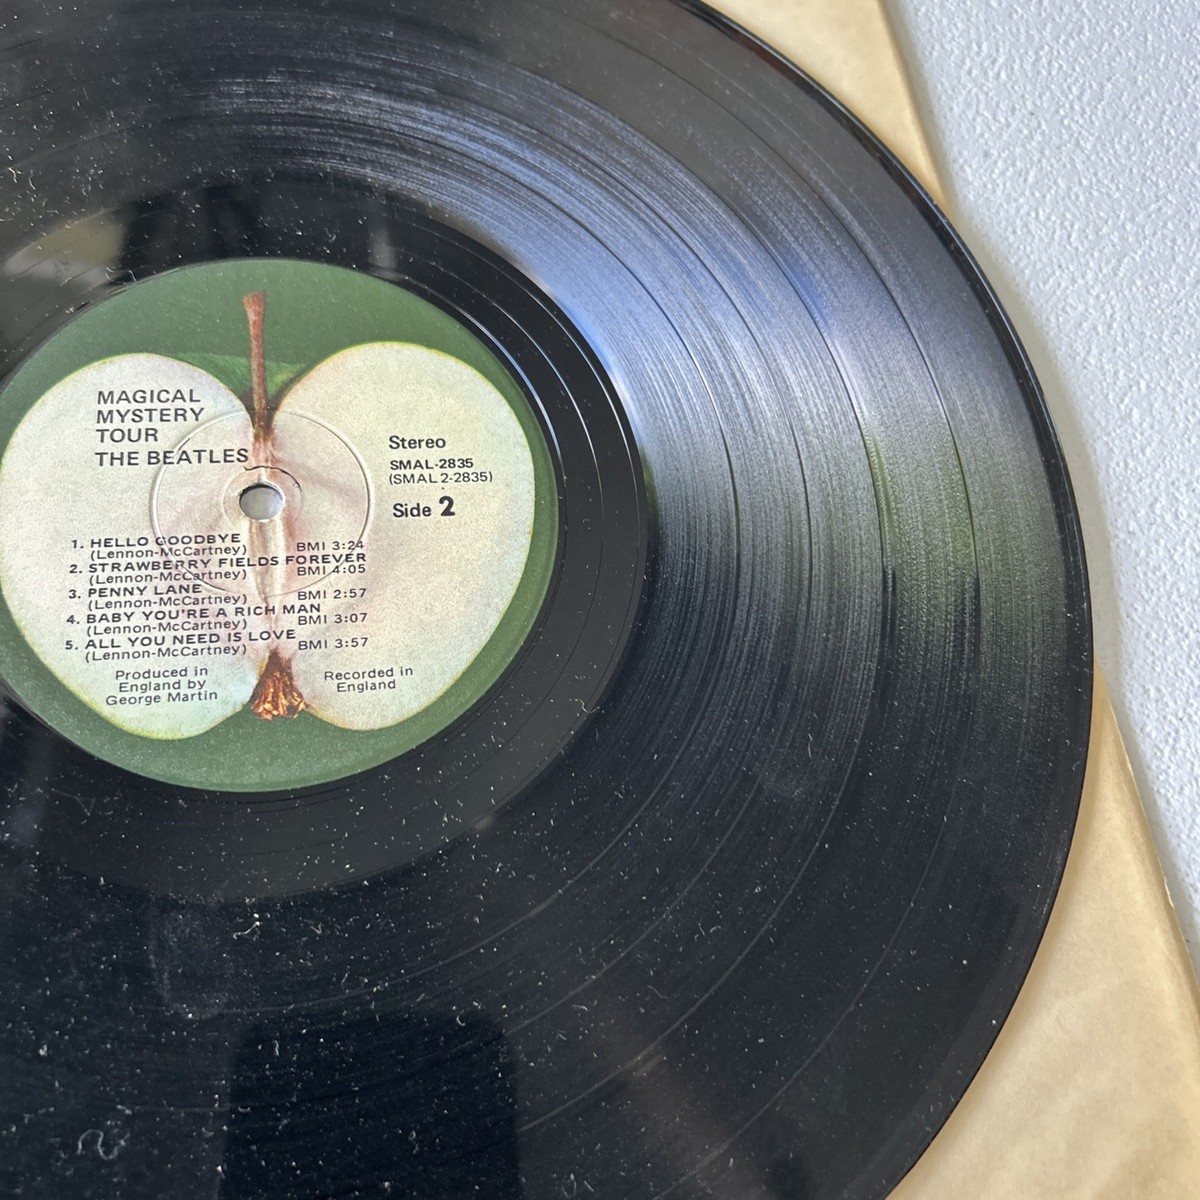 MAGICAL
MYSTERY
TOUR
THE BEATLES
Stereo
SMAL-2835
(SMAL 2-2835)
Side 2
1. HELLO GOODBYE
(Lennon-McCartney) BMI 3:24
2. STRAWBERRY FIELDS FOREVER
(Lennon-McCartney) BMI 4:05
3. PENNY LANE
(Lennon-McCartney) BMI 2:57
4. BABY YOU'RE A RICH MAN
(Lennon-McCartney) BMI 3:07
5. ALL YOU NEED IS LOVE
(Lennon-McCartney) BMI 3:57
Produced in
England by
George Martin
Recorded in
England